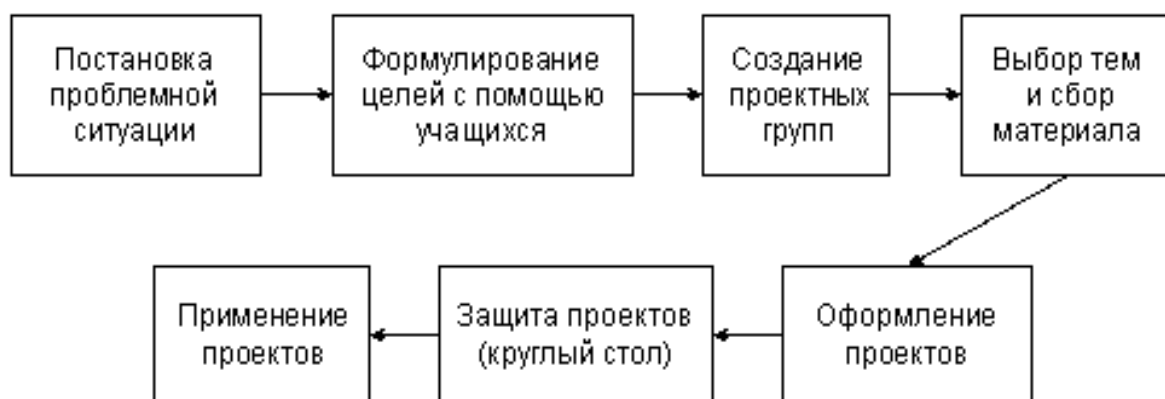 Постановка
проблемной
ситуации
Формулирование
целей с помощью
учащихся
Создание
проектных
групп
Выбор тем
и сбор
материала
Применение
проектов
Защита проектов
(круглый стол)
Оформление
проектов